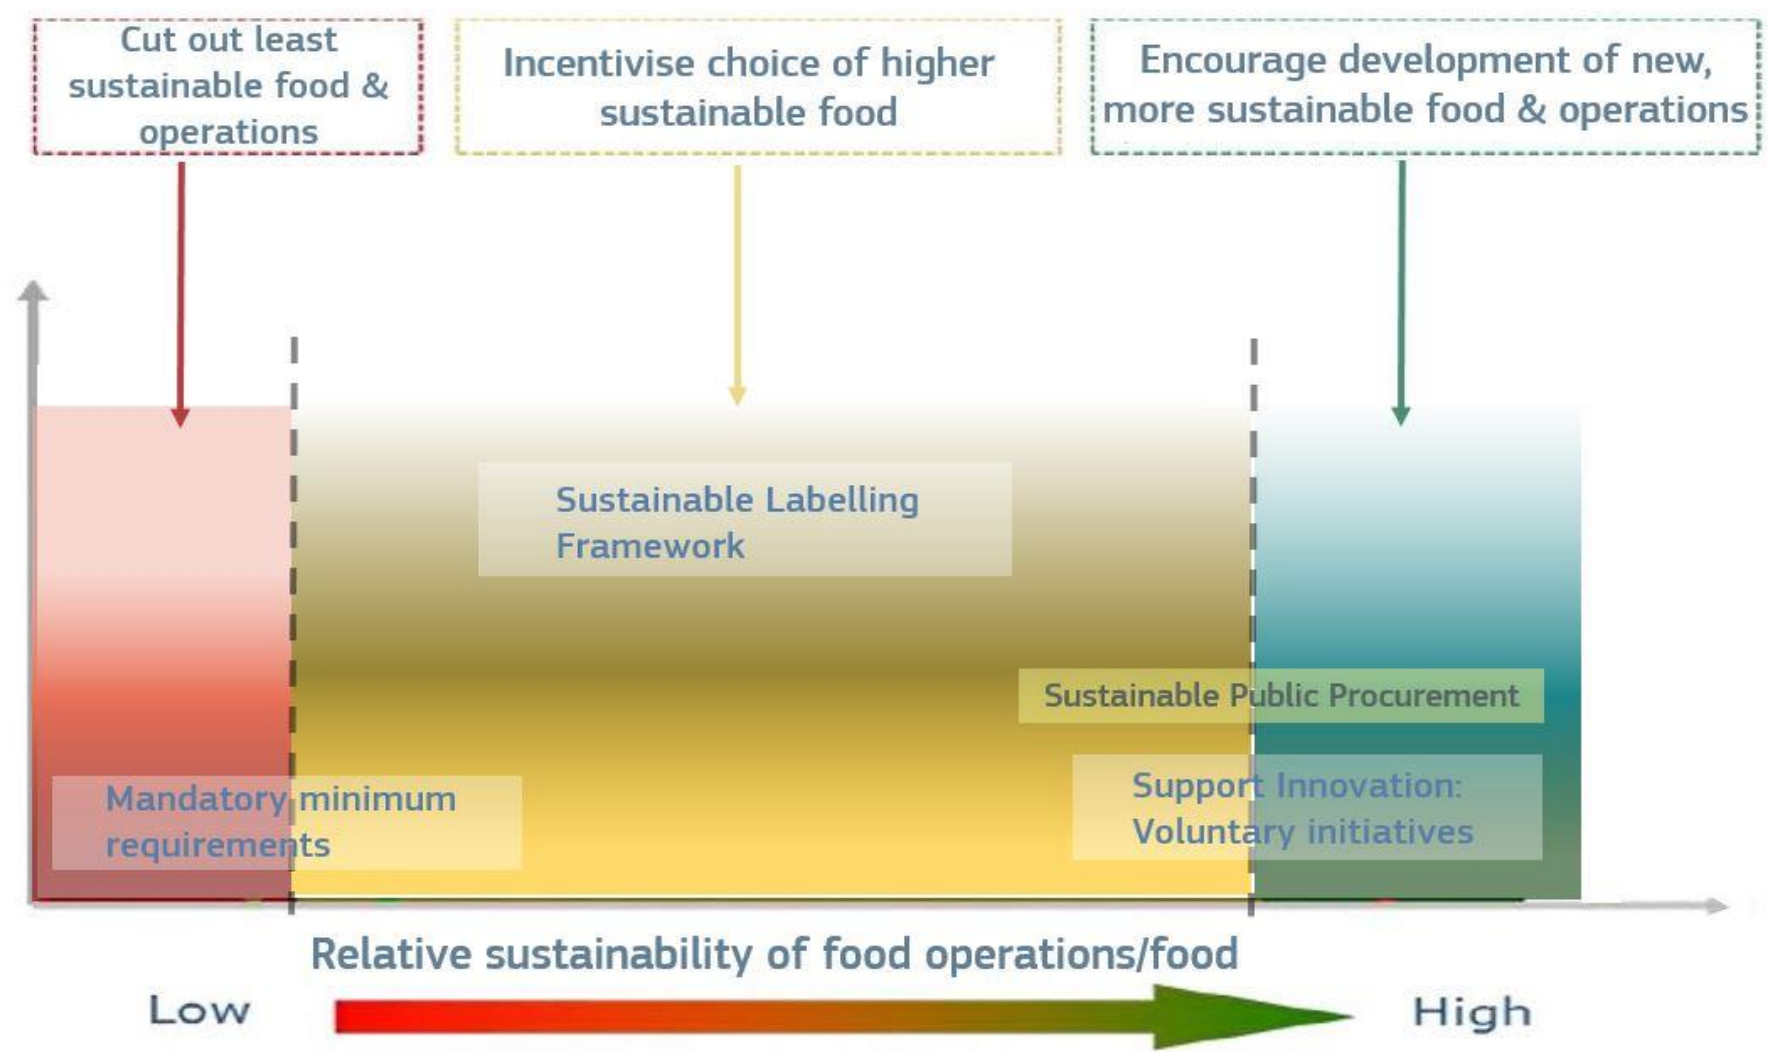 Cut out least
sustainable food &
operations
Incentivise choice of higher
sustainable food
Encourage development of new,
more sustainable food & operations
Sustainable Labelling
Framework
Sustainable Public Procurement
Mandatory minimum
requirements
Support Innovation:
Voluntary initiatives
Relative sustainability of food operations/food
Low
High